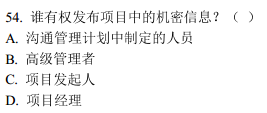 54. 谁有权发布项目中的机密信息？（ ）
A. 沟通管理计划中制定的人员
B. 高级管理者
C. 项目发起人
D. 项目经理